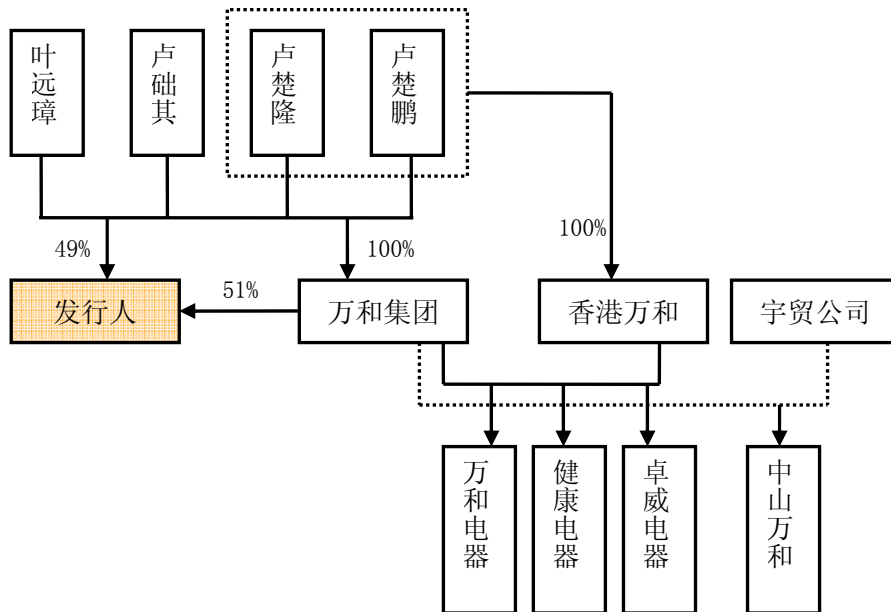 叶远璋
卢础其
卢楚隆
卢楚鹏
49%
100%
100%
发行人
51%
万和集团
香港万和
宇贸公司
万和电器
健康电器
卓威电器
中山万和